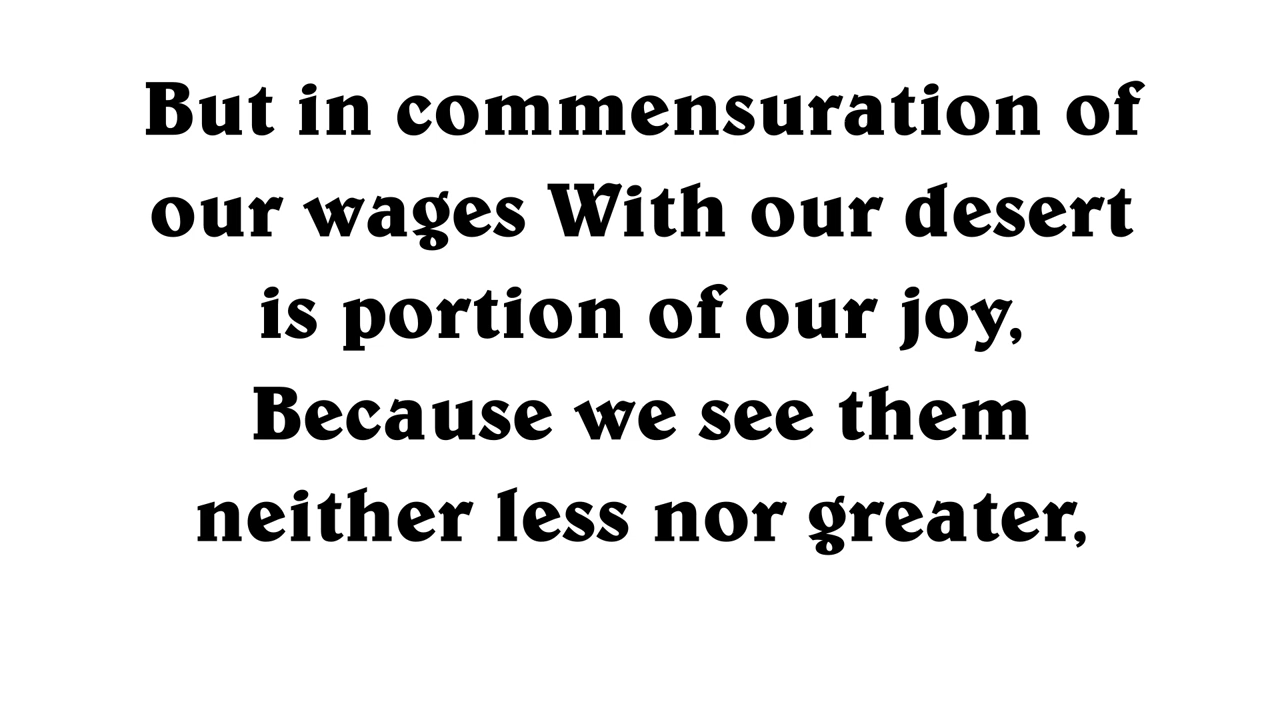 But in commensuration of
our wages With our desert
is portion of our joy,
Because we see them
neither less nor greater,